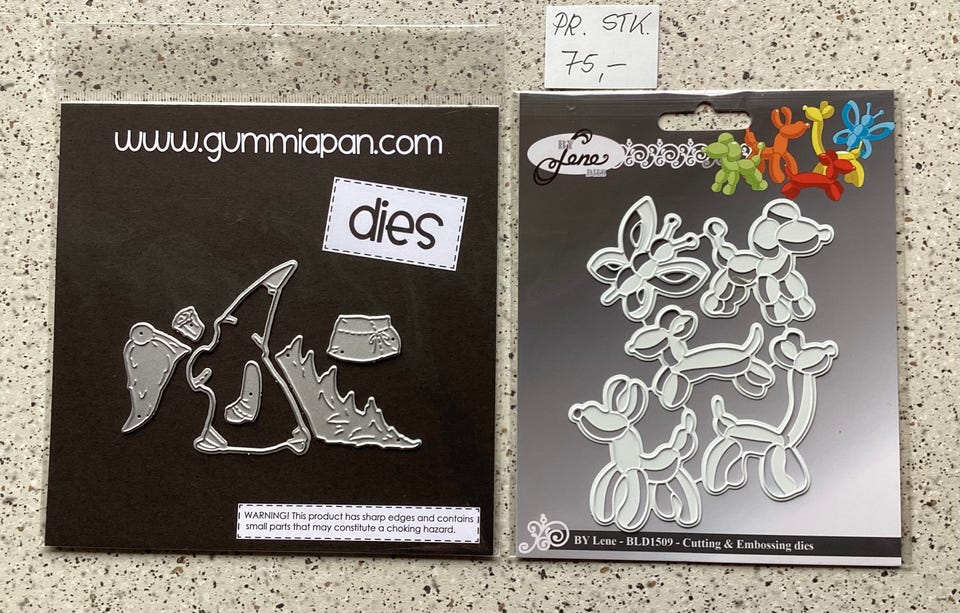 PR. STK.
75,-
www.gummiapan.com
dies
WARNING! This product has sharp edges and contains
small parts that may constitute a choking hazard.
BY
Lene
DIES
BY Lene - BLD1509 - Cutting & Embossing dies